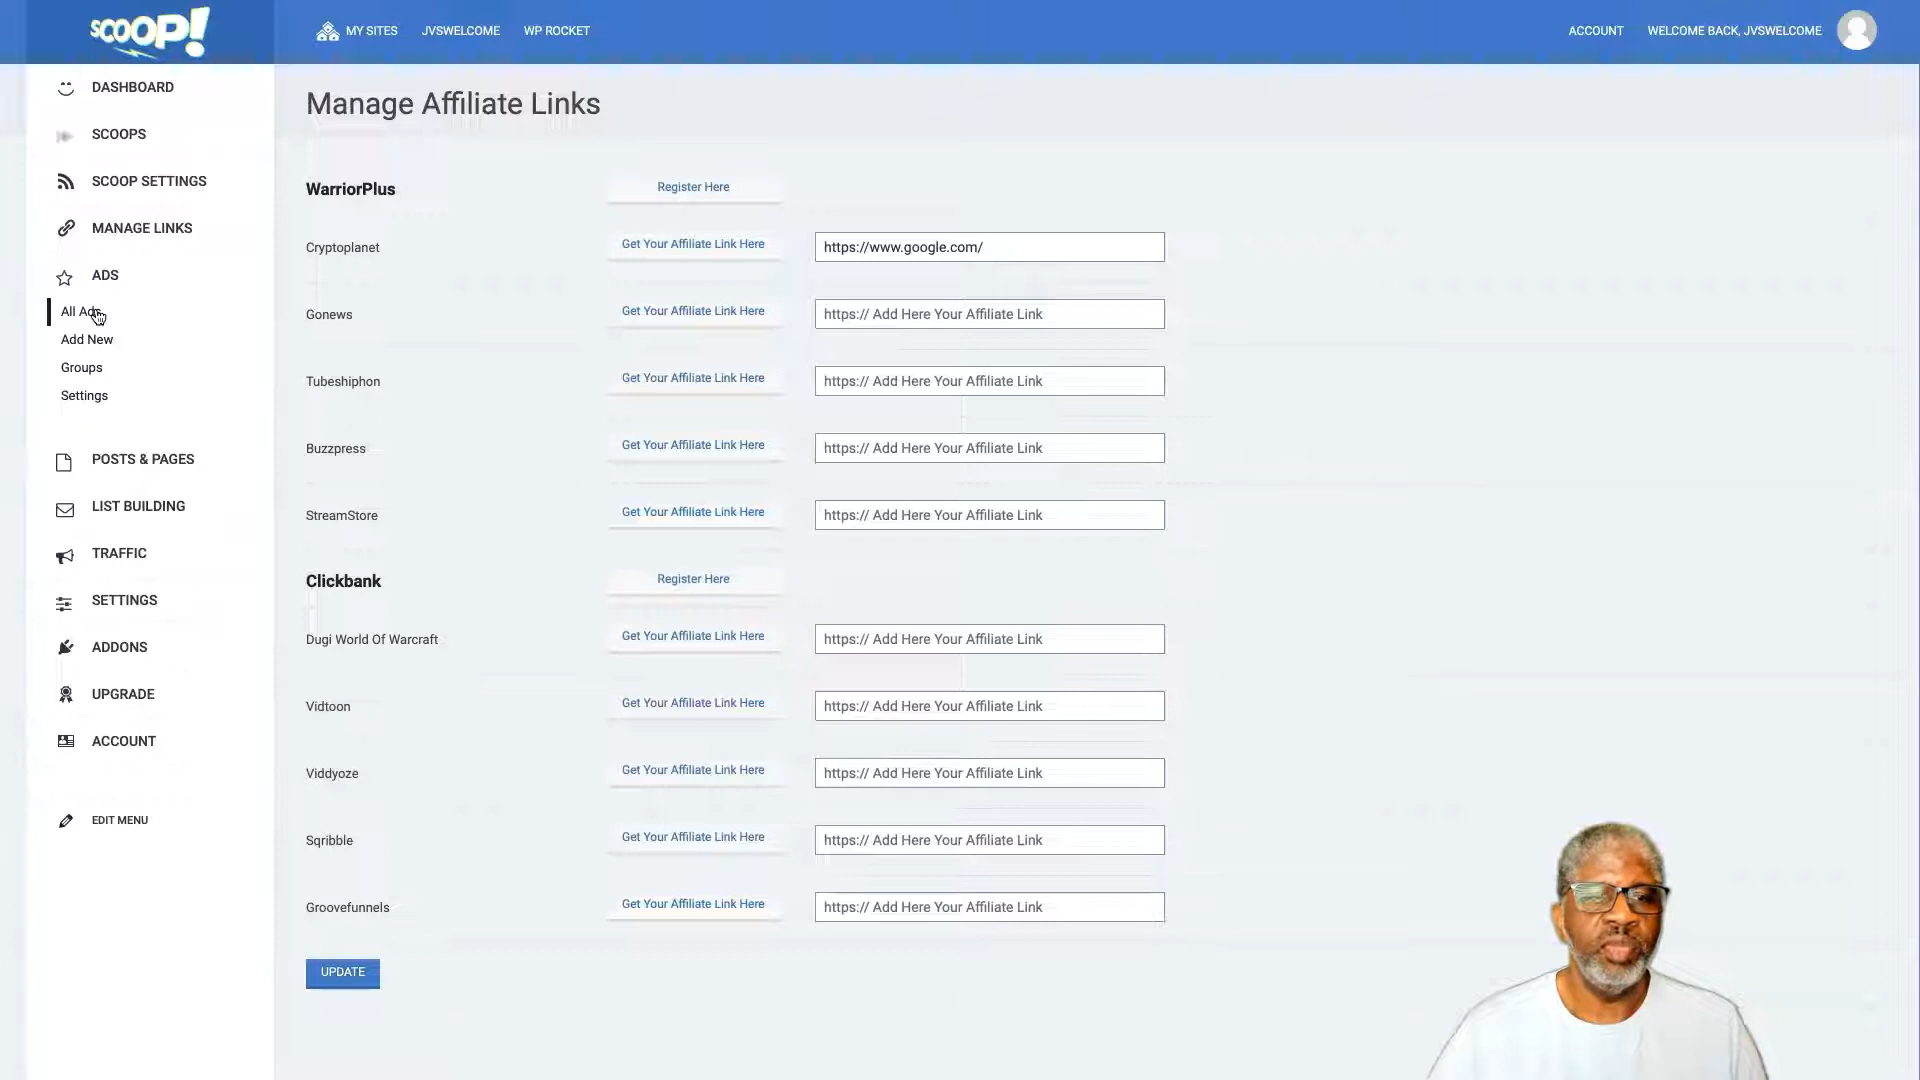 SCOOP!
MY SITES
JVSWELCOME
WP ROCKET
ACCOUNT
WELCOME BACK, JVSWELCOME
DASHBOARD
SCOOPS
SCOOP SETTINGS
MANAGE LINKS
ADS
All Ads
Add New
Groups
Settings
POSTS & PAGES
LIST BUILDING
TRAFFIC
SETTINGS
ADDONS
UPGRADE
ACCOUNT
EDIT MENU
Manage Affiliate Links
WarriorPlus Register Here
Cryptoplanet Get Your Affiliate Link Here https://www.google.com/
Gonews Get Your Affiliate Link Here https:// Add Here Your Affiliate Link
Tubeshiphon Get Your Affiliate Link Here https:// Add Here Your Affiliate Link
Buzzpress Get Your Affiliate Link Here https:// Add Here Your Affiliate Link
StreamStore Get Your Affiliate Link Here https:// Add Here Your Affiliate Link
Clickbank Register Here
Dugi World Of Warcraft Get Your Affiliate Link Here https:// Add Here Your Affiliate Link
Vidtoon Get Your Affiliate Link Here https:// Add Here Your Affiliate Link
Viddyoze Get Your Affiliate Link Here https:// Add Here Your Affiliate Link
Sqribble Get Your Affiliate Link Here https:// Add Here Your Affiliate Link
Groovefunnels Get Your Affiliate Link Here https:// Add Here Your Affiliate Link
UPDATE